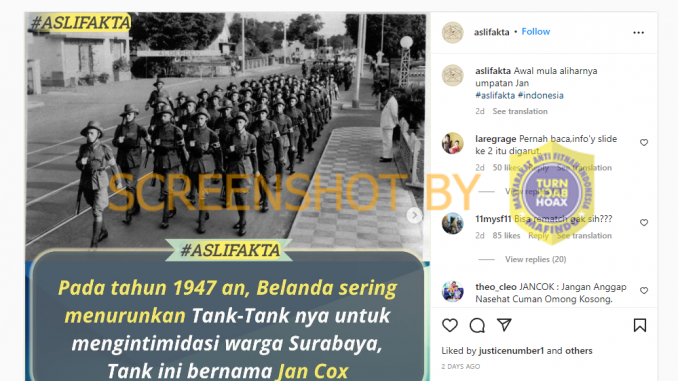 #ASLIFAKTA
#ASLIFAKTA
Pada tahun 1947 an, Belanda sering
menurunkan Tank-Tank nya untuk
mengintimidasi warga Surabaya,
Tank ini bernama Jan Cox
SCREENSHOT BY
MASYARAKAT ANTI FITNAH INDONESIA
TURN
BACK
HOAX
MAFINDO
aslifakta • Follow
aslifakta Awal mula aliharnya
umpatan Jan
#aslifakta #indonesia
2d See translation
laregrage Pernah baca,info'y slide
ke 2 itu digarut.
2d 50 likes Reply See translation
View replies
11mysf11 Bisa rematch gak sih???
2d 85 likes Reply See translation
View replies (20)
theo_cleo JANCOK : Jangan Anggap
Nasehat Cuman Omong Kosong.
Liked by justicenumber1 and others
2 DAYS AGO